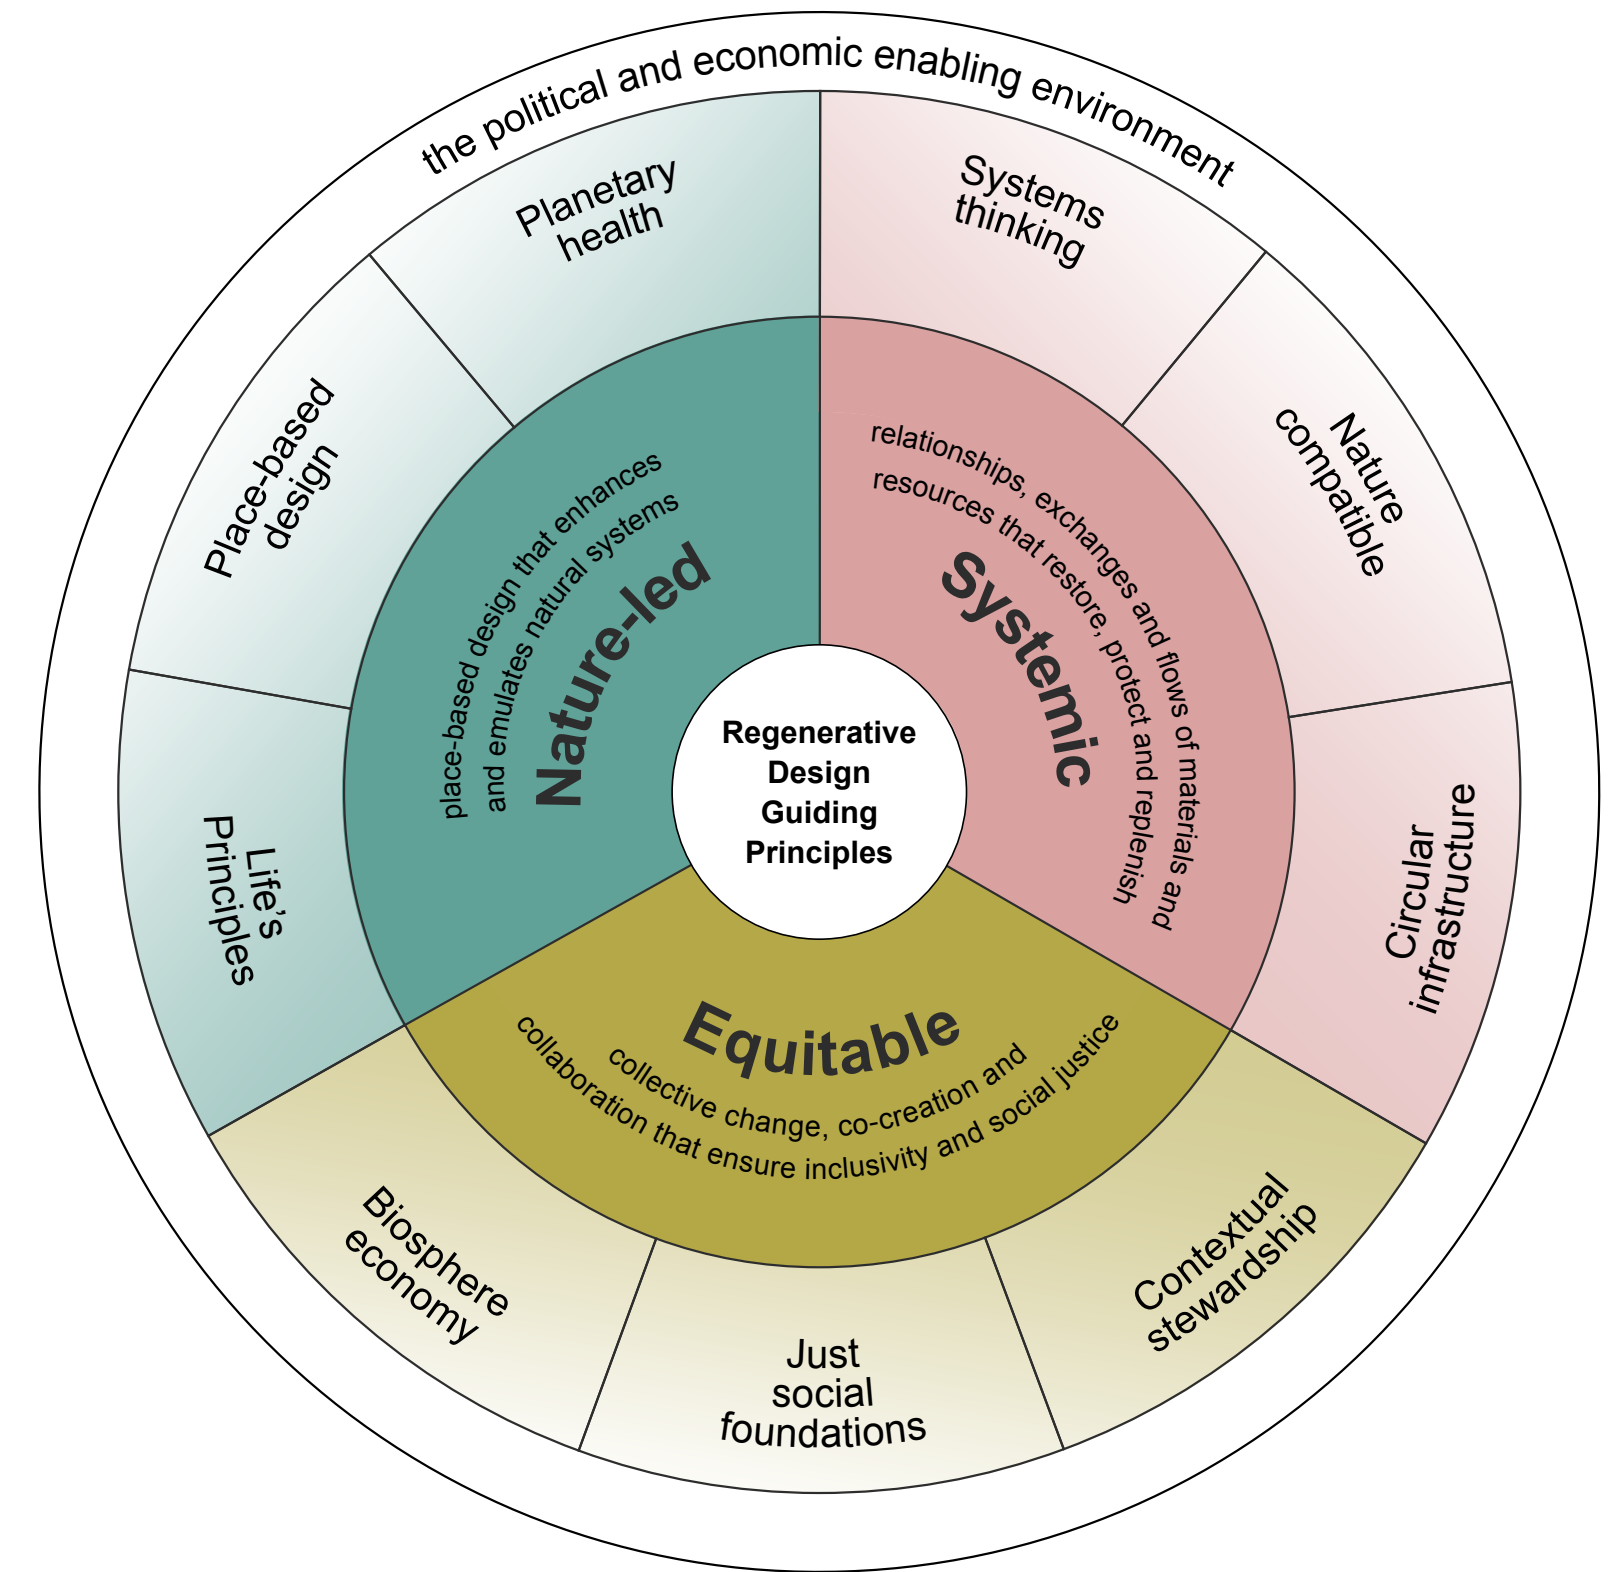 the political and economic enabling environment
Planetary
health
Systems
thinking
Place-based
design
Nature
compatible
Life's
Principles
Circular
infrastructure
place-based design that enhances
and emulates natural systems
Nature-led
relationships, exchanges and flows of materials and
resources that restore, protect and replenish
Systemic
Regenerative
Design
Guiding
Principles
Equitable
collective change, co-creation and
collaboration that ensure inclusivity and social justice
Biosphere
economy
Just
social
foundations
Contextual
stewardship